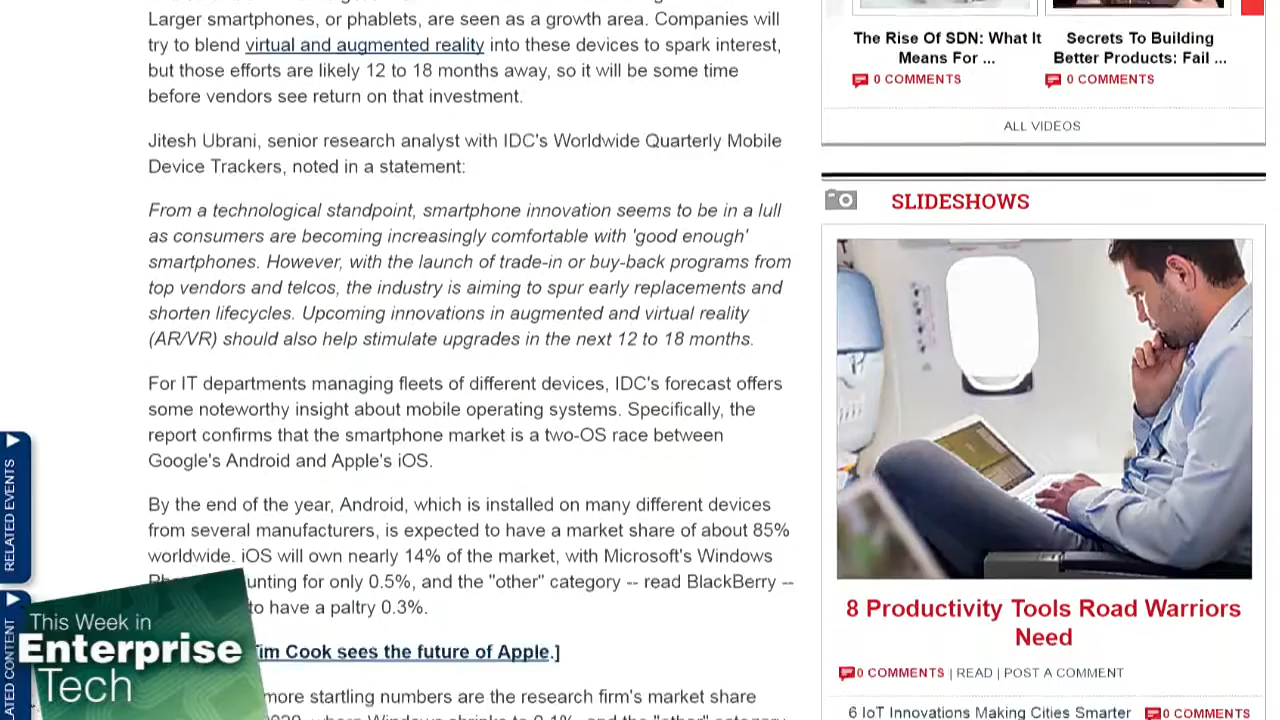 Larger smartphones, or phablets, are seen as a growth area. Companies will
try to blend virtual and augmented reality into these devices to spark interest,
but those efforts are likely 12 to 18 months away, so it will be some time
before vendors see return on that investment.
Jitesh Ubrani, senior research analyst with IDC's Worldwide Quarterly Mobile
Device Trackers, noted in a statement:
From a technological standpoint, smartphone innovation seems to be in a lull
as consumers are becoming increasingly comfortable with 'good enough'
smartphones. However, with the launch of trade-in or buy-back programs from
top vendors and telcos, the industry is aiming to spur early replacements and
shorten lifecycles. Upcoming innovations in augmented and virtual reality
(AR/VR) should also help stimulate upgrades in the next 12 to 18 months.
For IT departments managing fleets of different devices, IDC's forecast offers
some noteworthy insight about mobile operating systems. Specifically, the
report confirms that the smartphone market is a two-OS race between
Google's Android and Apple's iOS.
By the end of the year, Android, which is installed on many different devices
from several manufacturers, is expected to have a market share of about 85%
worldwide. iOS will own nearly 14% of the market, with Microsoft's Windows
for only 0.5%, and the "other" category -- read BlackBerry --
to have a paltry 0.3%.
Tim Cook sees the future of Apple.]
more startling numbers are the research firm's market share
The Rise Of SDN: What It
Means For ...
0 COMMENTS
Secrets To Building
Better Products: Fail ...
0 COMMENTS
ALL VIDEOS
SLIDESHOWS
8 Productivity Tools Road Warriors
Need
0 COMMENTS | READ | POST A COMMENT
6 IoT Innovations Making Cities Smarter
0 COMMENTS
RELATED EVENTS
This Week in
Enterprise
Tech